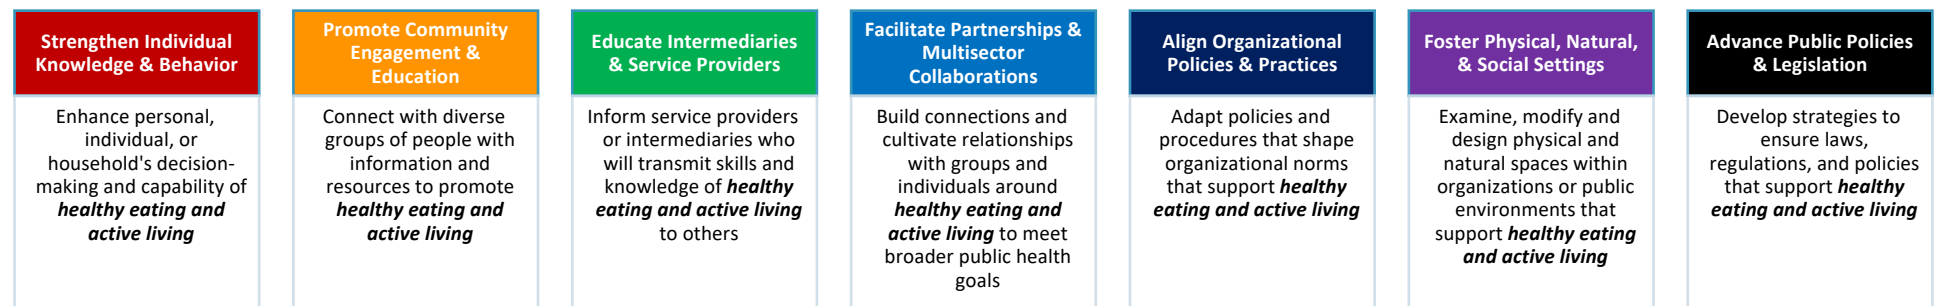 Strengthen Individual
Knowledge & Behavior
Enhance personal,
individual, or
household's decision-
making and capability of
healthy eating and
active living
Promote Community
Engagement &
Education
Connect with diverse
groups of people with
information and
resources to promote
healthy eating and
active living
Educate Intermediaries
& Service Providers
Inform service providers
or intermediaries who
will transmit skills and
knowledge of healthy
eating and active living
to others
Facilitate Partnerships &
Multisector
Collaborations
Build connections and
cultivate relationships
with groups and
individuals around
healthy eating and
active living to meet
broader public health
goals
Align Organizational
Policies & Practices
Adapt policies and
procedures that shape
organizational norms
that support healthy
eating and active living
Foster Physical, Natural,
& Social Settings
Examine, modify and
design physical and
natural spaces within
organizations or public
environments that
support healthy eating
and active living
Advance Public Policies
& Legislation
Develop strategies to
ensure laws,
regulations, and policies
that support healthy
eating and active living